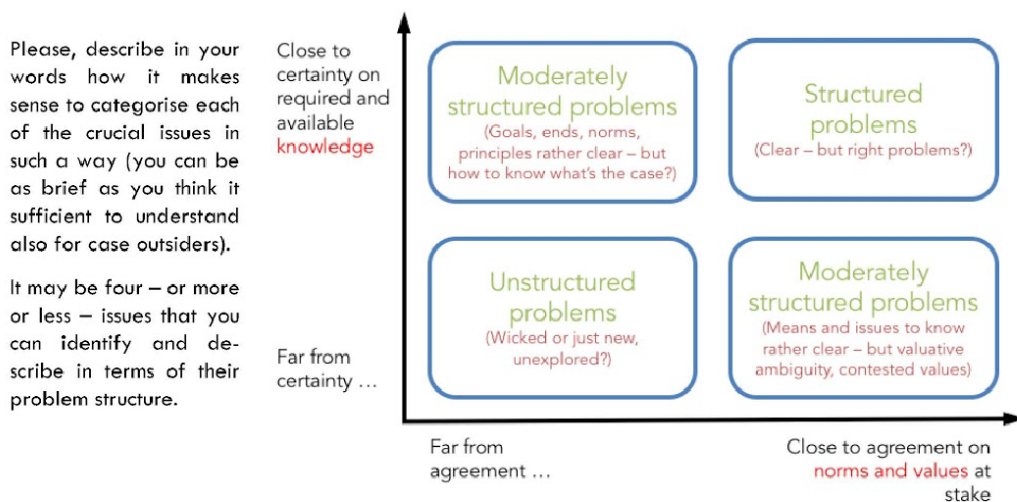 Please, describe in your
words how it makes
sense to categorise each
of the crucial issues in
such a way (you can be
as brief as you think it
sufficient to understand
also for case outsiders).
It may be four – or more
or less – issues that you
can identify and de-
scribe in terms of their
problem structure.
Close to
certainty on
required and
available
knowledge
Far from
certainty ...
Moderately
structured problems
(Goals, ends, norms,
principles rather clear – but
how to know what's the case?)
Structured
problems
(Clear – but right problems?)
Unstructured
problems
(Wicked or just new,
unexplored?)
Moderately
structured problems
(Means and issues to know
rather clear – but valuative
ambiguity, contested values)
Far from
agreement ...
Close to agreement on
norms and values at
stake